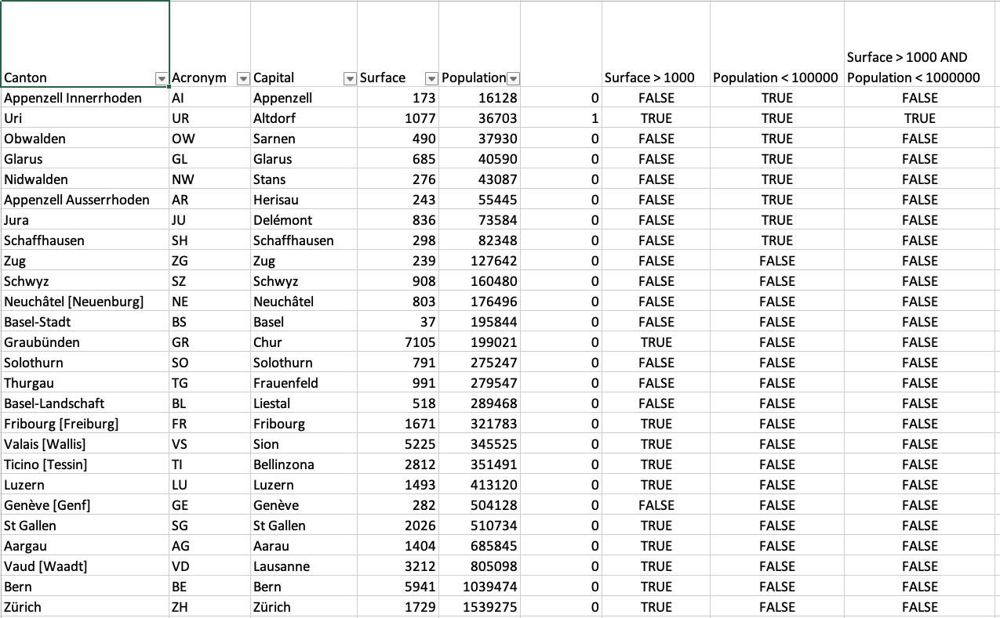 Surface > 1000 AND
Canton Acronym Capital Surface Population Surface > 1000 Population < 100000 Population < 1000000
Appenzell Innerrhoden AI Appenzell 173 16128 0 FALSE TRUE FALSE
Uri UR Altdorf 1077 36703 1 TRUE TRUE TRUE
Obwalden OW Sarnen 490 37930 0 FALSE TRUE FALSE
Glarus GL Glarus 685 40590 0 FALSE TRUE FALSE
Nidwalden NW Stans 276 43087 0 FALSE TRUE FALSE
Appenzell Ausserrhoden AR Herisau 243 55445 0 FALSE TRUE FALSE
Jura JU Delémont 836 73584 0 FALSE TRUE FALSE
Schaffhausen SH Schaffhausen 298 82348 0 FALSE TRUE FALSE
Zug ZG Zug 239 127642 0 FALSE FALSE FALSE
Schwyz SZ Schwyz 908 160480 0 FALSE FALSE FALSE
Neuchâtel [Neuenburg] NE Neuchâtel 803 176496 0 FALSE FALSE FALSE
Basel-Stadt BS Basel 37 195844 0 FALSE FALSE FALSE
Graubünden GR Chur 7105 199021 0 TRUE FALSE FALSE
Solothurn SO Solothurn 791 275247 0 FALSE FALSE FALSE
Thurgau TG Frauenfeld 991 279547 0 FALSE FALSE FALSE
Basel-Landschaft BL Liestal 518 289468 0 FALSE FALSE FALSE
Fribourg [Freiburg] FR Fribourg 1671 321783 0 TRUE FALSE FALSE
Valais [Wallis] VS Sion 5225 345525 0 TRUE FALSE FALSE
Ticino [Tessin] TI Bellinzona 2812 351491 0 TRUE FALSE FALSE
Luzern LU Luzern 1493 413120 0 TRUE FALSE FALSE
Genève [Genf] GE Genève 282 504128 0 FALSE FALSE FALSE
St Gallen SG St Gallen 2026 510734 0 TRUE FALSE FALSE
Aargau AG Aarau 1404 685845 0 TRUE FALSE FALSE
Vaud [Waadt] VD Lausanne 3212 805098 0 TRUE FALSE FALSE
Bern BE Bern 5941 1039474 0 TRUE FALSE FALSE
Zürich ZH Zürich 1729 1539275 0 TRUE FALSE FALSE